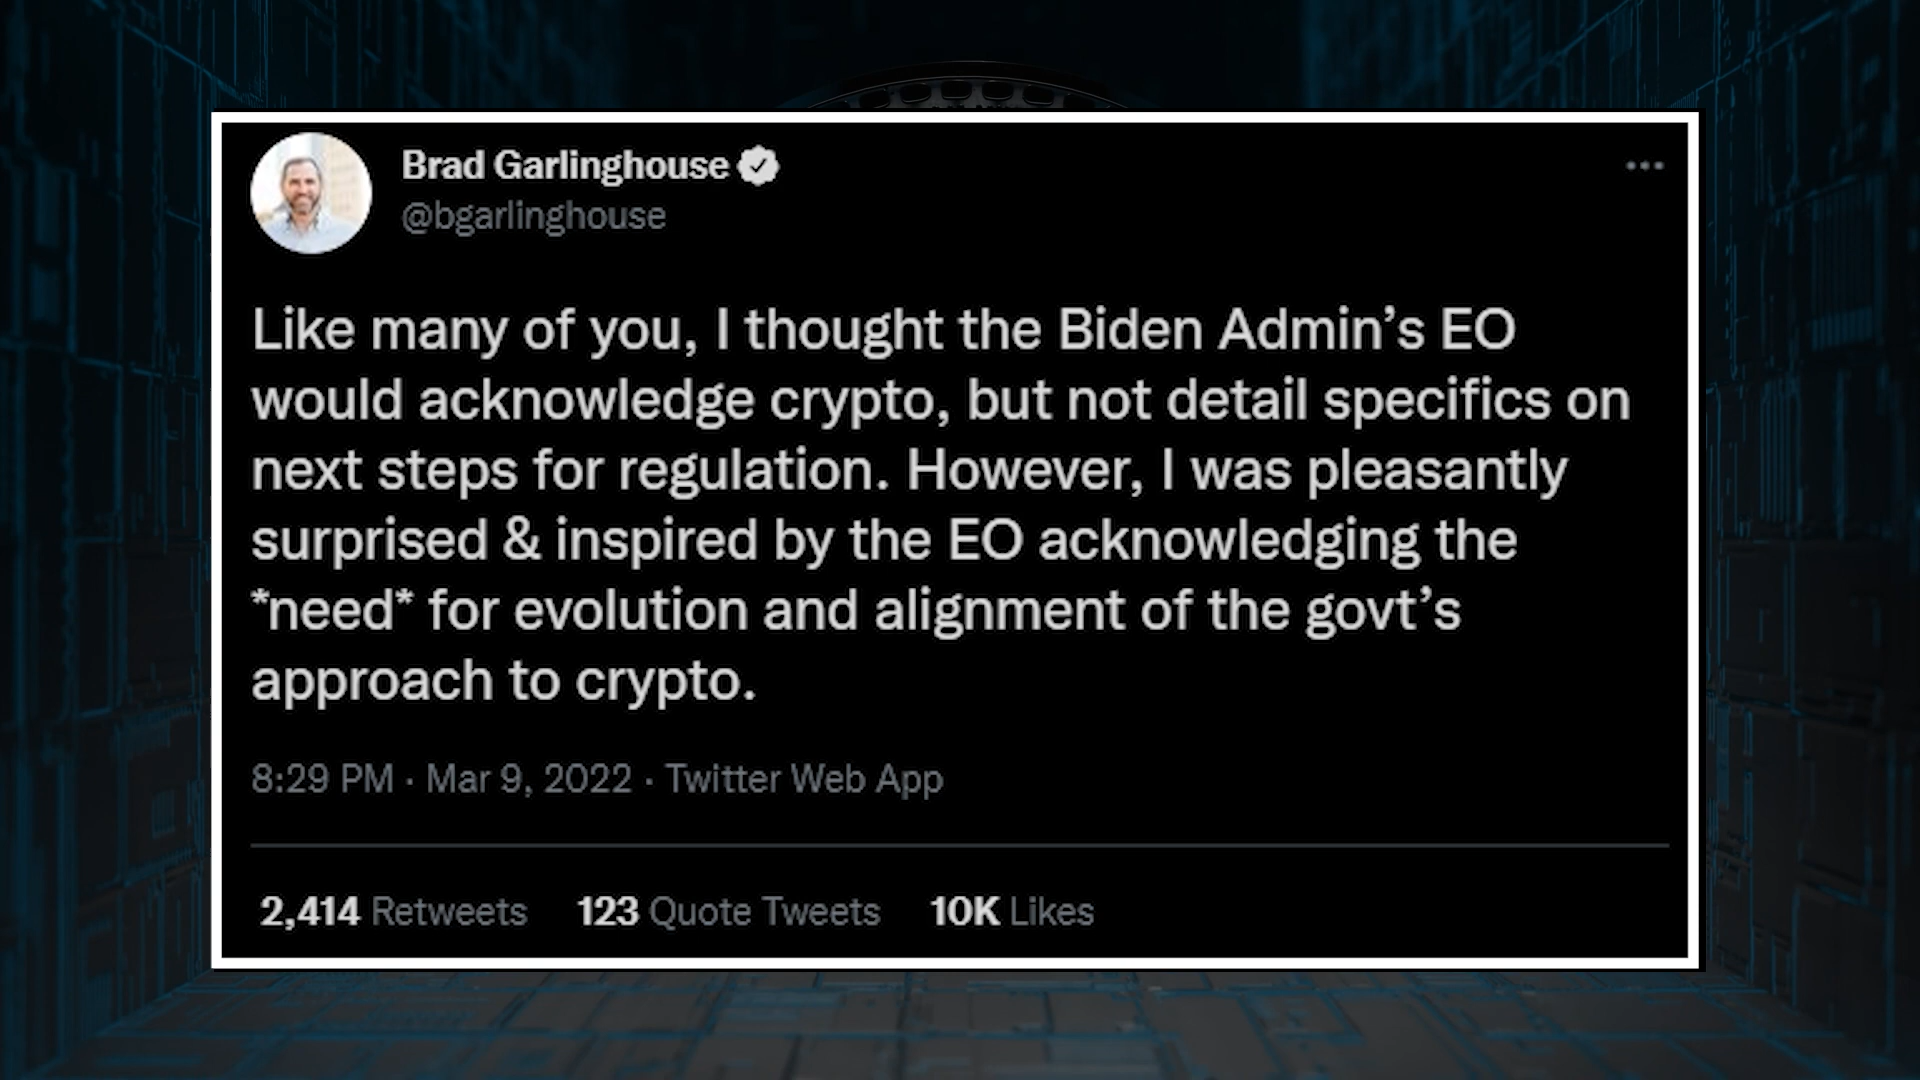 Brad Garlinghouse
@bgarlinghouse
Like many of you, I thought the Biden Admin’s EO
would acknowledge crypto, but not detail specifics on
next steps for regulation. However, I was pleasantly
surprised & inspired by the EO acknowledging the
*need* for evolution and alignment of the govt’s
approach to crypto.
8:29 PM · Mar 9, 2022 · Twitter Web App
2,414 Retweets 123 Quote Tweets 10K Likes